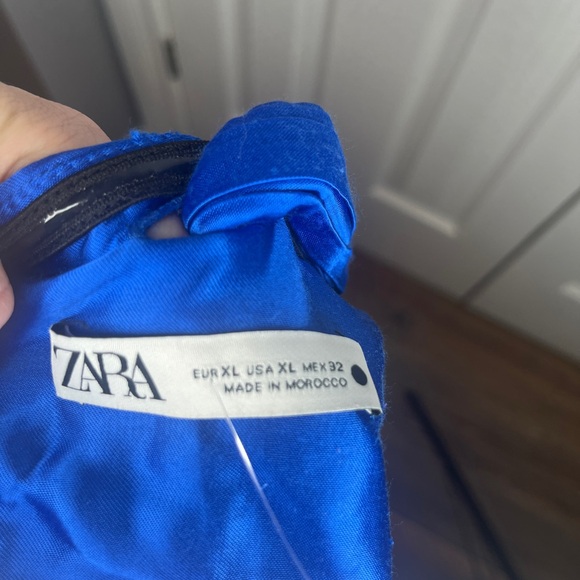 ZARA
EUR XL USA XL MEX 32
MADE IN MOROCCO